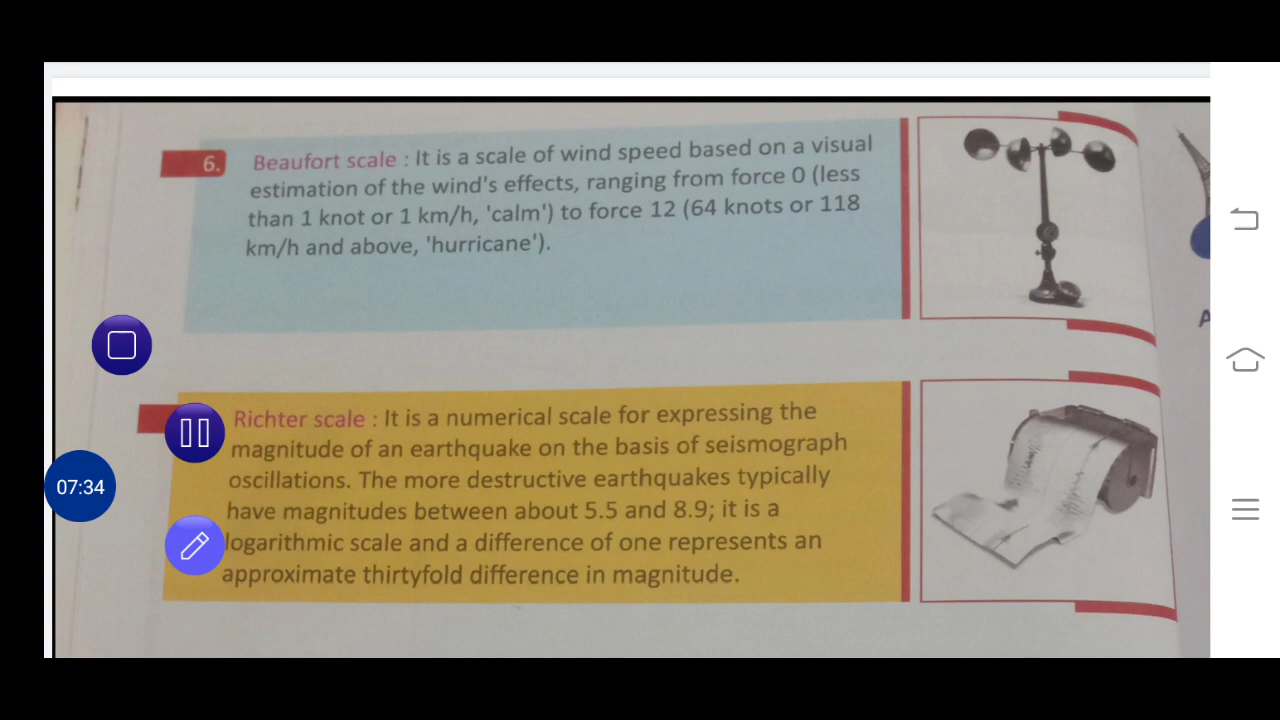 6.
Beaufort scale : It is a scale of wind speed based on a visual
estimation of the wind's effects, ranging from force 0 (less
than 1 knot or 1 km/h, 'calm') to force 12 (64 knots or 118
km/h and above, 'hurricane').
Richter scale : It is a numerical scale for expressing the
magnitude of an earthquake on the basis of seismograph
oscillations. The more destructive earthquakes typically
have magnitudes between about 5.5 and 8.9; it is a
logarithmic scale and a difference of one represents an
approximate thirtyfold difference in magnitude.
07:34
A